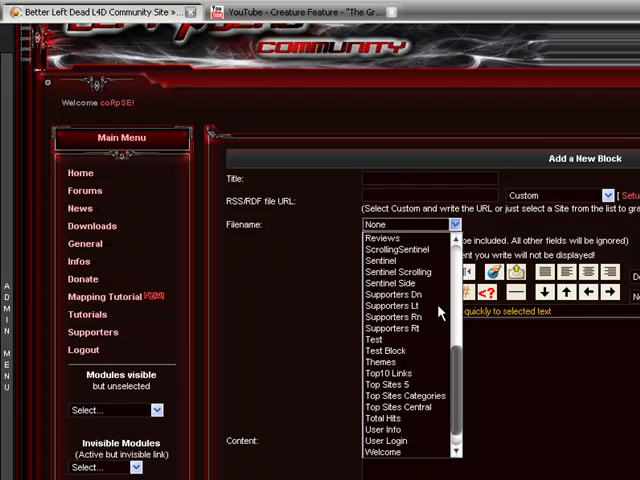 Better Left Dead L4D Community Site »...
YouTube - Creature Feature - "The Gr...
COMMUNITY
Welcome coRpSE!
Main Menu
Home
Forums
News
Downloads
General
Infos
Donate
Mapping Tutorial NEW!
Tutorials
Supporters
Logout
Modules visible
but unselected
Select...
Invisible Modules
(Active but invisible link)
Select...
ADMIN MENU
Add a New Block
Title:
RSS/RDF file URL:
Custom
[ Setu
(Select Custom and write the URL or just select a Site from the list to gra
Filename:
None
be included. All other fields will be ignored)
ent you write will not be displayed!
quickly to selected text
Content:
Reviews
ScrollingSentinel
Sentinel
Sentinel Scrolling
Sentinel Side
Supporters Dn
Supporters Lt
Supporters Rn
Supporters Rt
Test
Test Block
Themes
Top10 Links
Top Sites 5
Top Sites Categories
Top Sites Central
Total Hits
User Info
User Login
Welcome